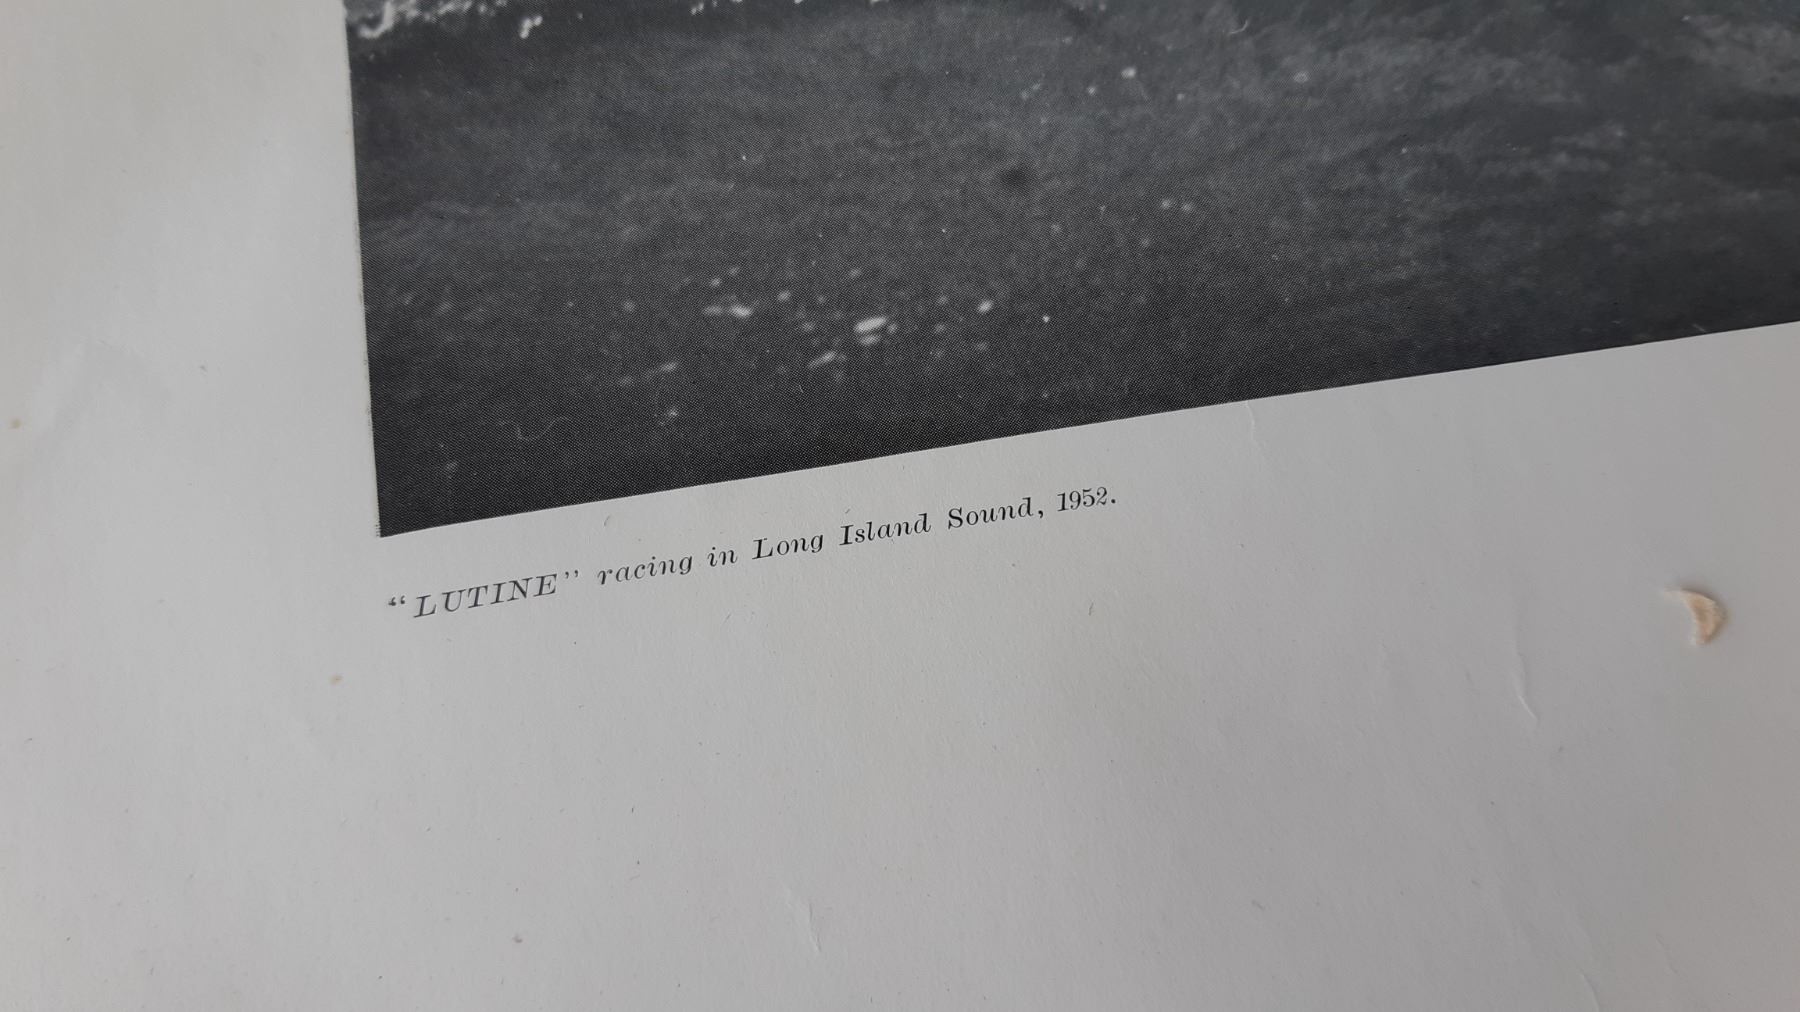 “LUTINE” racing in Long Island Sound, 1952.